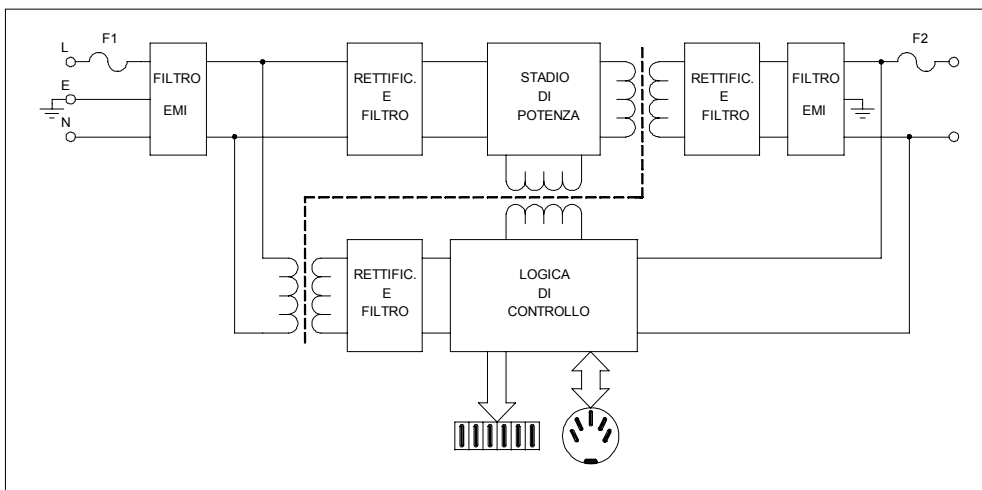 L
F1
E
N
FILTRO
EMI
RETTIFIC.
E
FILTRO
STADIO
DI
POTENZA
RETTIFIC.
E
FILTRO
FILTRO
EMI
F2
RETTIFIC.
E
FILTRO
LOGICA
DI
CONTROLLO